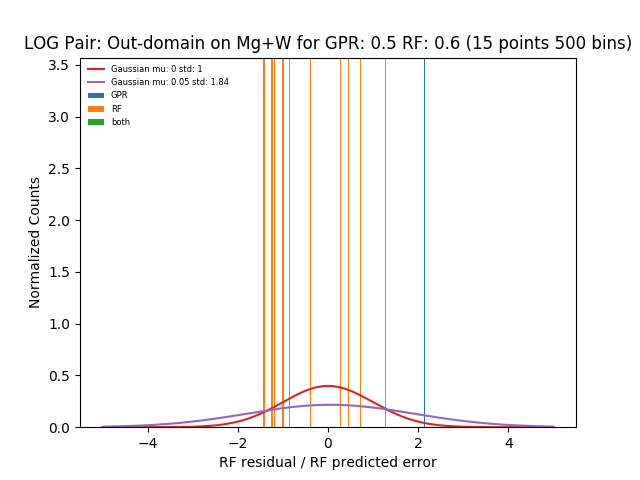 LOG Pair: Out-domain on Mg+W for GPR: 0.5 RF: 0.6 (15 points 500 bins)
Gaussian mu: 0 std: 1
Gaussian mu: 0.05 std: 1.84
GPR
RF
both
3.5
3.0
2.5
2.0
1.5
1.0
0.5
0.0
Normalized Counts
−4 −2 0 2 4
RF residual / RF predicted error